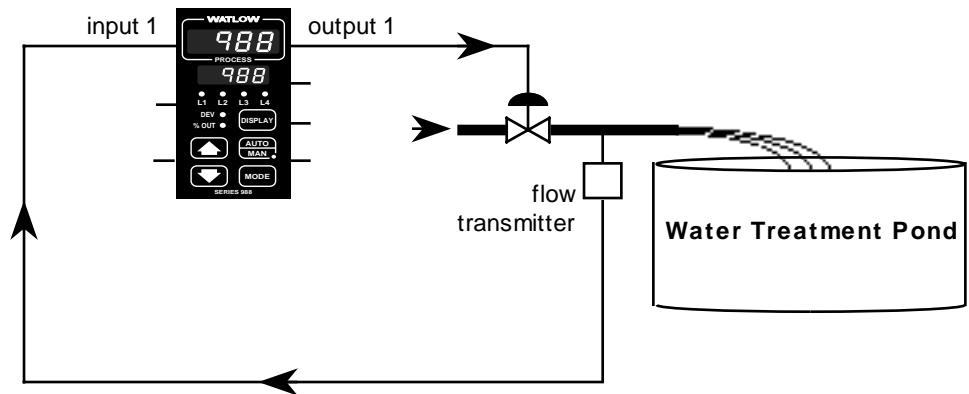 input 1
WATLOW
988
PROCESS
988
L1 L2 L3 L4
DEV
% OUT
DISPLAY
AUTO
MAN
MODE
SERIES 988
output 1
flow
transmitter
Water Treatment Pond